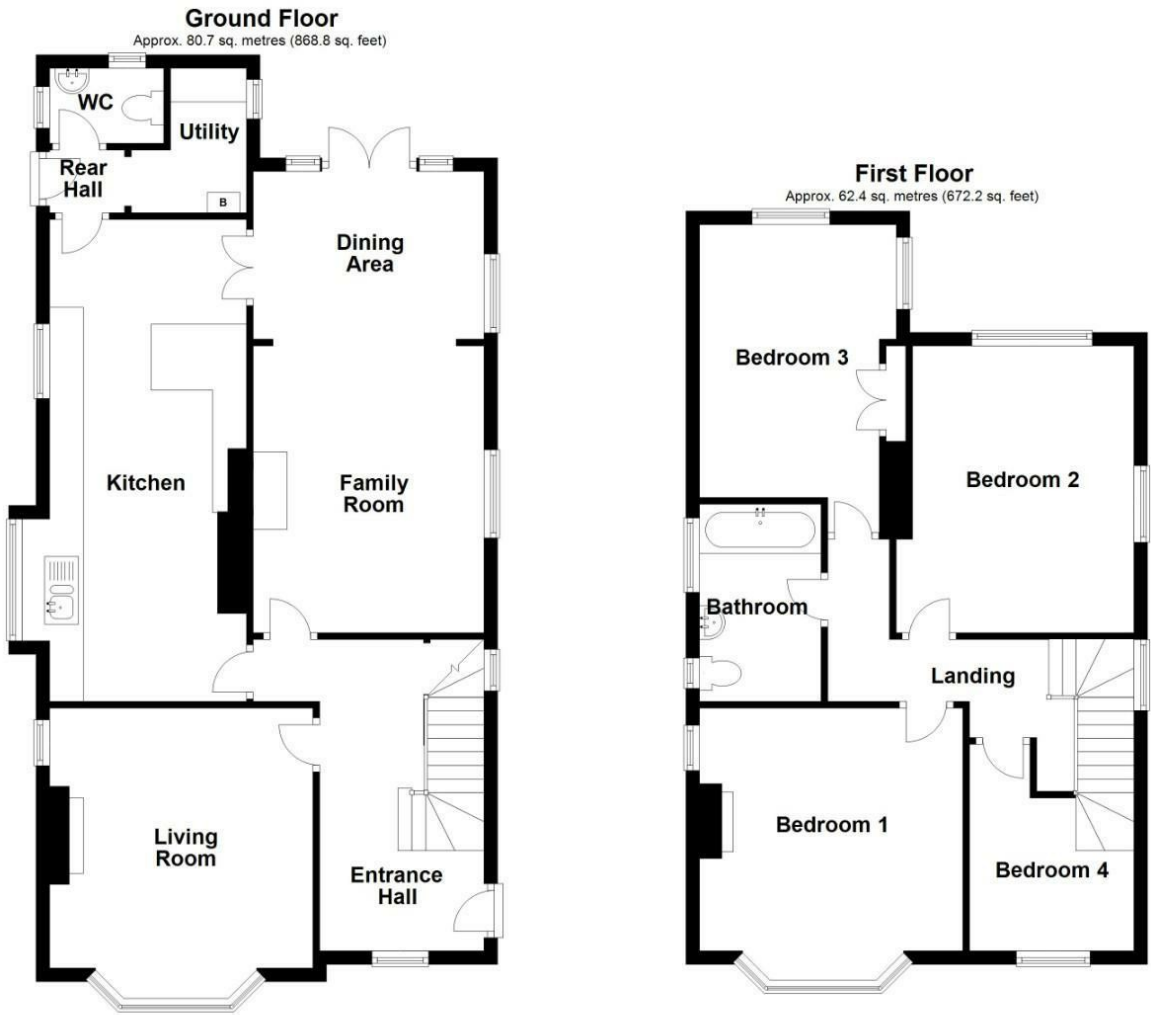 Ground Floor
Approx. 80.7 sq. metres (868.8 sq. feet)
WC
Utility
Rear
Hall
B
Dining
Area
Kitchen
Family
Room
Living
Room
Entrance
Hall
First Floor
Approx. 62.4 sq. metres (672.2 sq. feet)
Bedroom 3
Bedroom 2
Bathroom
Landing
Bedroom 1
Bedroom 4